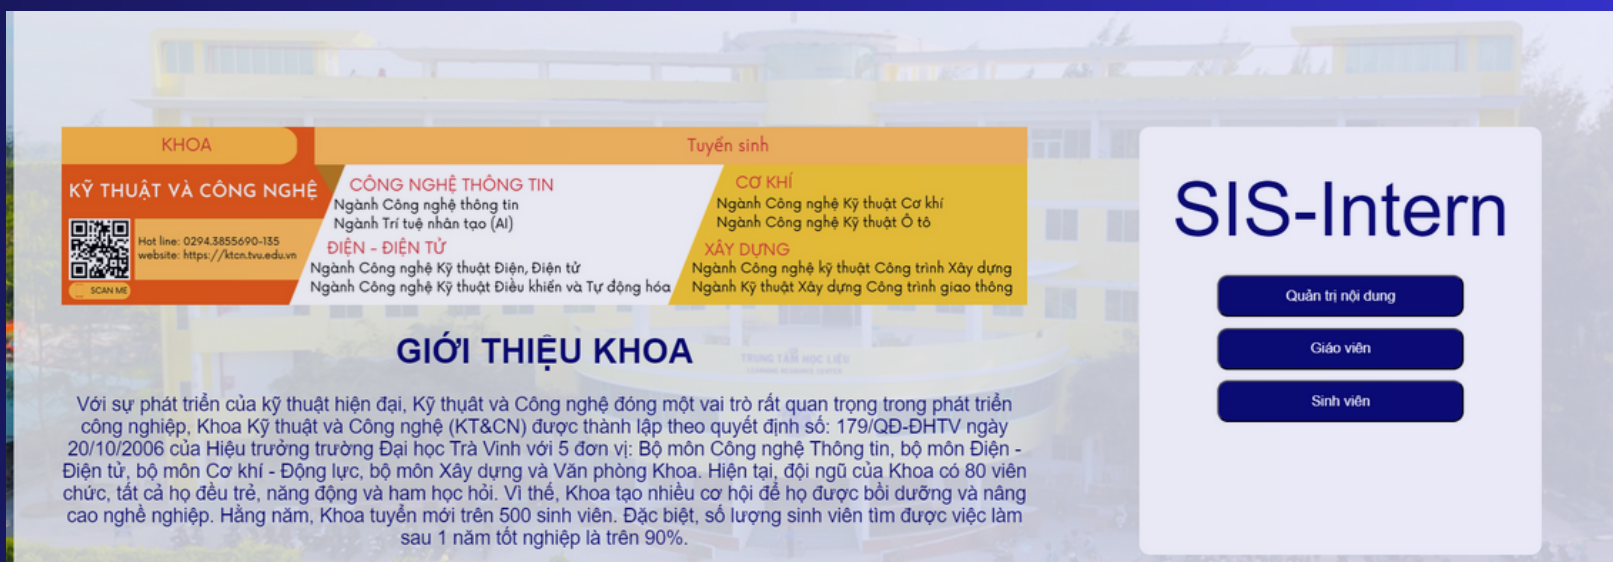 KHOA
Tuyển sinh
KỸ THUẬT VÀ CÔNG NGHỆ
Hot line: 0294.3855690-135
website: https://ktcn.tvu.edu.vn
SCAN ME
CÔNG NGHỆ THÔNG TIN
Ngành Công nghệ thông tin
Ngành Trí tuệ nhân tạo (AI)
ĐIỆN - ĐIỆN TỬ
Ngành Công nghệ Kỹ thuật Điện, Điện tử
Ngành Công nghệ Kỹ thuật Điều khiển và Tự động hóa
CƠ KHÍ
Ngành Công nghệ Kỹ thuật Cơ khí
Ngành Công nghệ Kỹ thuật Ô tô
XÂY DỰNG
Ngành Công nghệ kỹ thuật Công trình Xây dựng
Ngành Kỹ thuật Xây dựng Công trình giao thông
GIỚI THIỆU KHOA
TRUNG TÂM HỌC LIỆU
LEARNING RESOURCE CENTER
Với sự phát triển của kỹ thuật hiện đại, Kỹ thụât và Công nghệ đóng một vai trò rất quan trọng trong phát triển
công nghiệp, Khoa Kỹ thuật và Công nghệ (KT&CN) được thành lập theo quyết định số: 179/QĐ-ĐHTV ngày
20/10/2006 của Hiệu trưởng trường Đại học Trà Vinh với 5 đơn vị: Bộ môn Công nghệ Thông tin, bộ môn Điện -
Điện tử, bộ môn Cơ khí - Động lực, bộ môn Xây dựng và Văn phòng Khoa. Hiện tại, đội ngũ của Khoa có 80 viên
chức, tất cả họ đều trẻ, năng động và ham học hỏi. Vì thế, Khoa tạo nhiều cơ hội để họ được bồi dưỡng và nâng
cao nghề nghiệp. Hằng năm, Khoa tuyển mới trên 500 sinh viên. Đặc biệt, số lượng sinh viên tìm được việc làm
sau 1 năm tốt nghiệp là trên 90%.
SIS-Intern
Quản trị nội dung
Giáo viên
Sinh viên